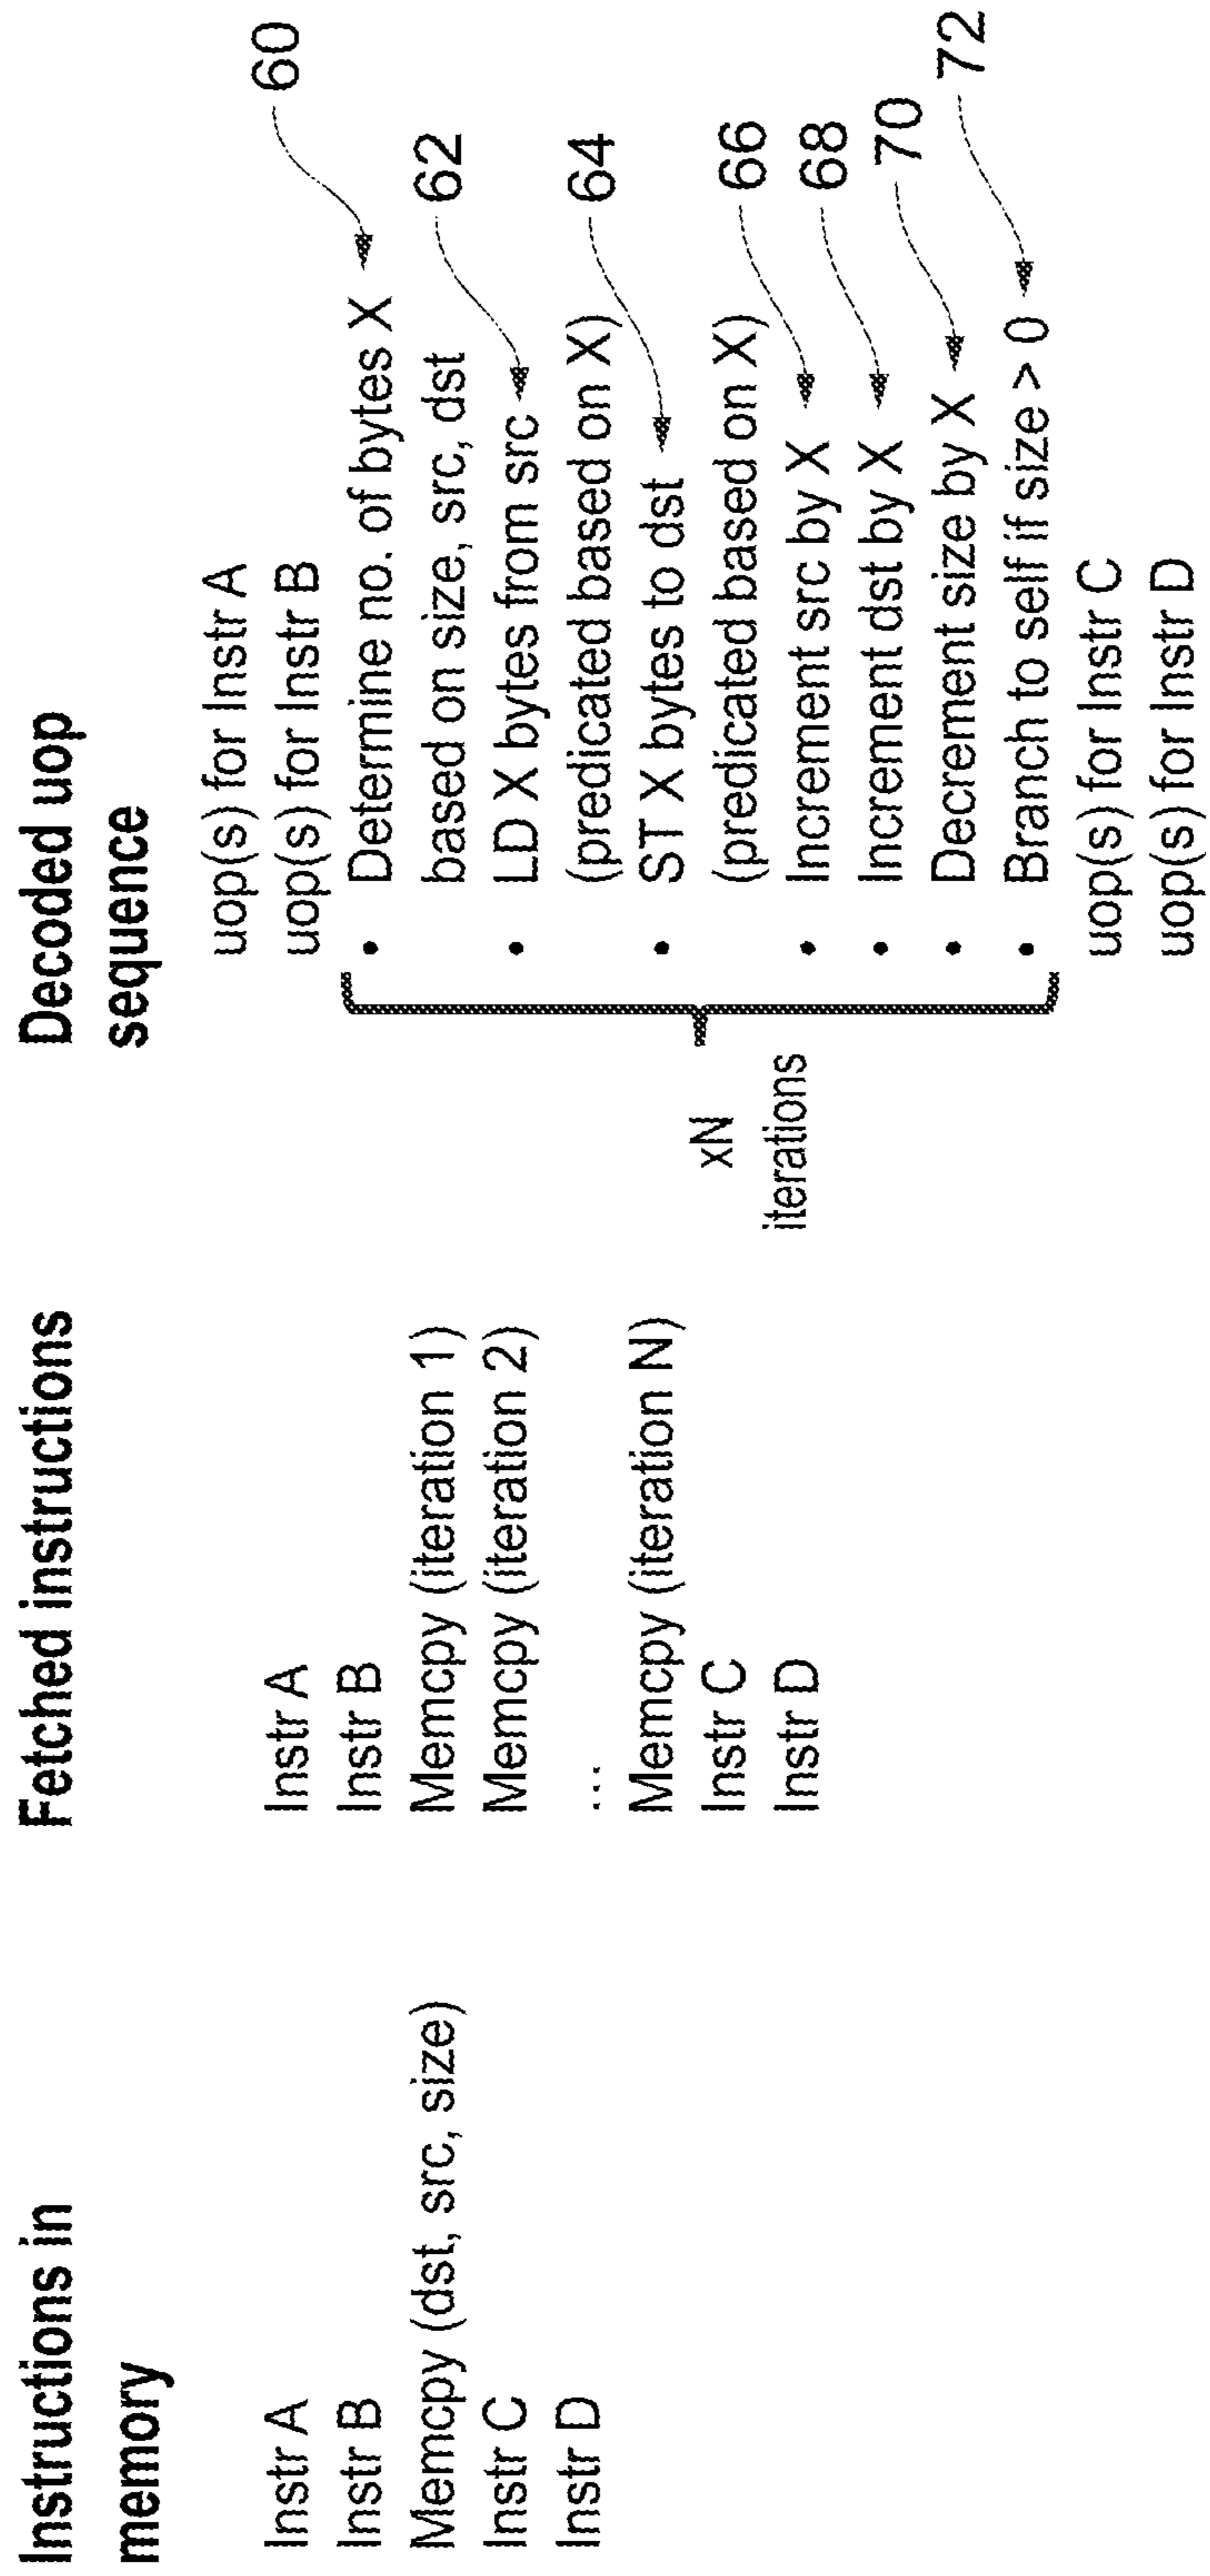 Instructions in
memory
Instr A
Instr B
Memcpy (dst, src, size)
Instr C
Instr D
Fetched instructions
Instr A
Instr B
Memcpy (iteration 1)
Memcpy (iteration 2)
...
Memcpy (iteration N)
Instr C
Instr D
Decoded uop
sequence
uop(s) for Instr A
uop(s) for Instr B
xN
iterations
• Determine no. of bytes X
based on size, src, dst
• LD X bytes from src
(predicated based on X)
• ST X bytes to dst
(predicated based on X)
• Increment src by X
• Increment dst by X
• Decrement size by X
• Branch to self if size > 0
uop(s) for Instr C
uop(s) for Instr D
60
62
64
66
68
70
72